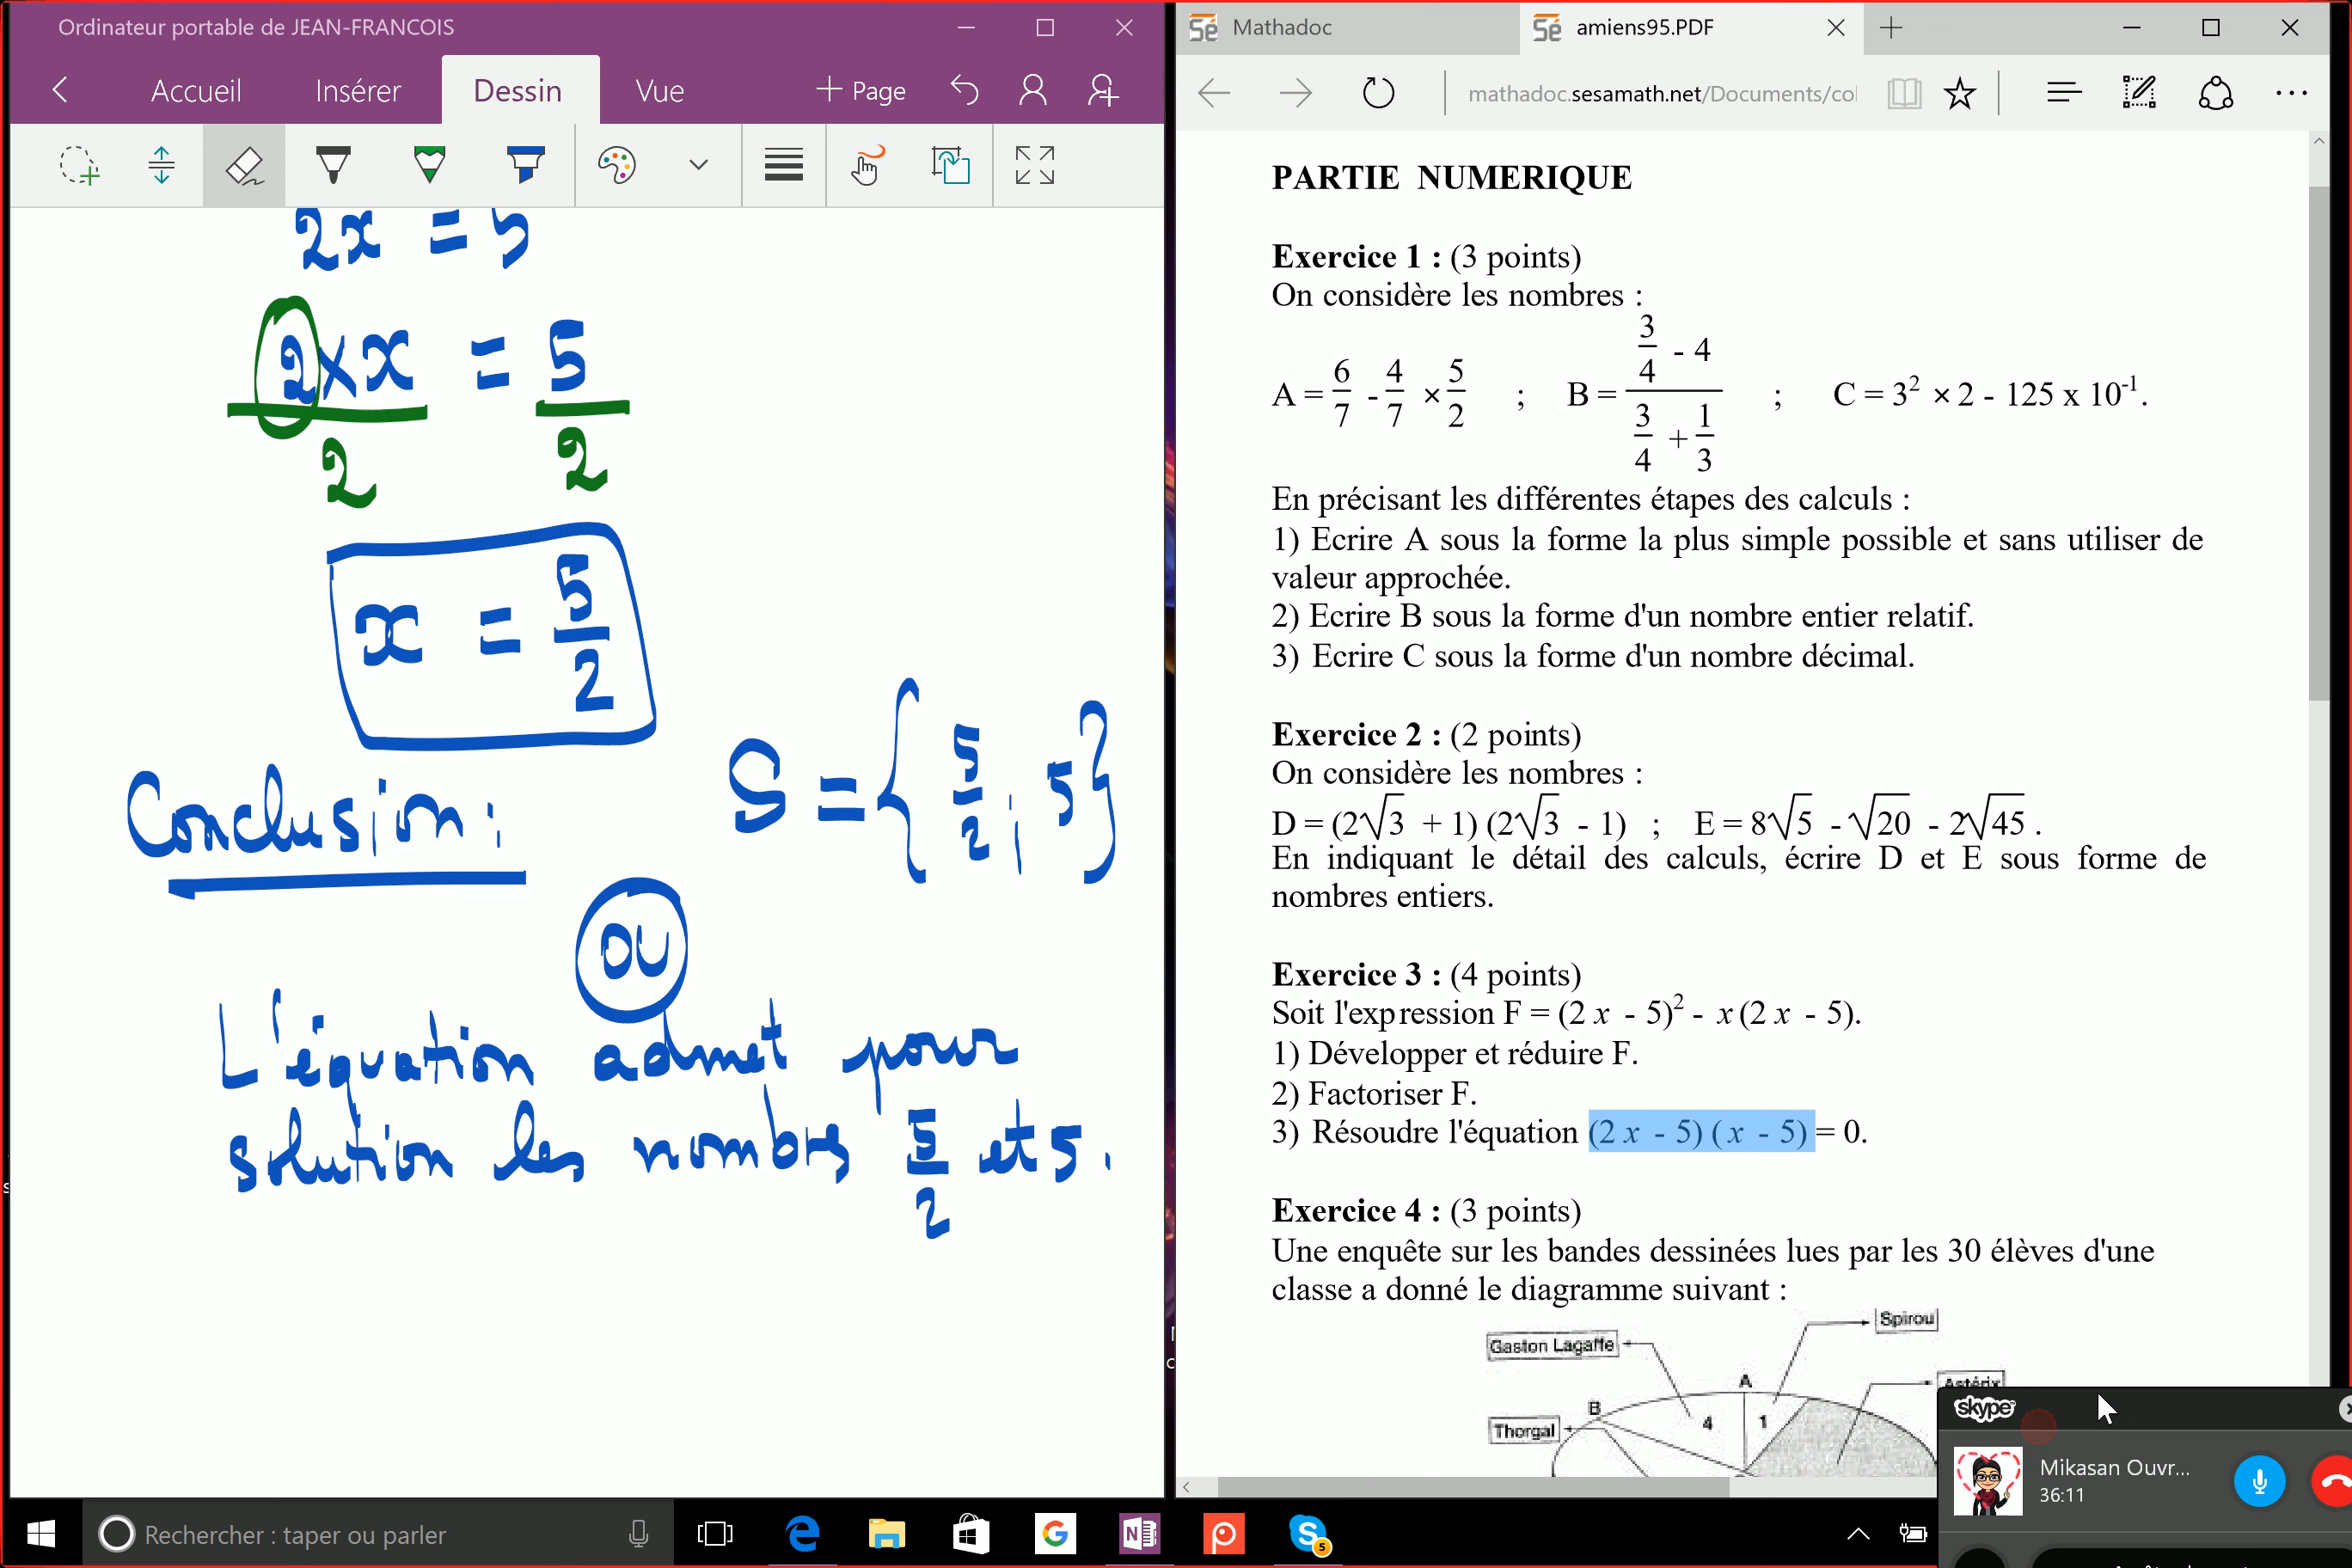 Ordinateur portable de JEAN-FRANCOIS
Accueil Insérer Dessin Vue + Page
2x = 5
2 × x = 5
2 2
x = 5/2
Conclusion :
S = { 5/2 ; 5 }
ou
L'équation admet pour
solution les nombrs 5/2 et 5.
Mathadoc
amiens95.PDF
mathadoc.sesamath.net/Documents/col
PARTIE NUMERIQUE
Exercice 1 : (3 points)
On considère les nombres :
A = 6/7 - 4/7 × 5/2 ; B = (3/4 - 4)/(3/4 + 1/3) ; C = 3² × 2 - 125 x 10⁻¹.
En précisant les différentes étapes des calculs :
1) Ecrire A sous la forme la plus simple possible et sans utiliser de
valeur approchée.
2) Ecrire B sous la forme d'un nombre entier relatif.
3) Ecrire C sous la forme d'un nombre décimal.
Exercice 2 : (2 points)
On considère les nombres :
D = (2√3 + 1) (2√3 - 1) ; E = 8√5 - √20 - 2√45 .
En indiquant le détail des calculs, écrire D et E sous forme de
nombres entiers.
Exercice 3 : (4 points)
Soit l'expression F = (2 x - 5)² - x (2 x - 5).
1) Développer et réduire F.
2) Factoriser F.
3) Résoudre l'équation (2 x - 5) ( x - 5) = 0.
Exercice 4 : (3 points)
Une enquête sur les bandes dessinées lues par les 30 élèves d'une
classe a donné le diagramme suivant :
Spirou
Gaston Lagaffe
A
Astérix
B
4 1
Thorgal
skype
Mikasan Ouvr...
36:11
Rechercher : taper ou parler
5